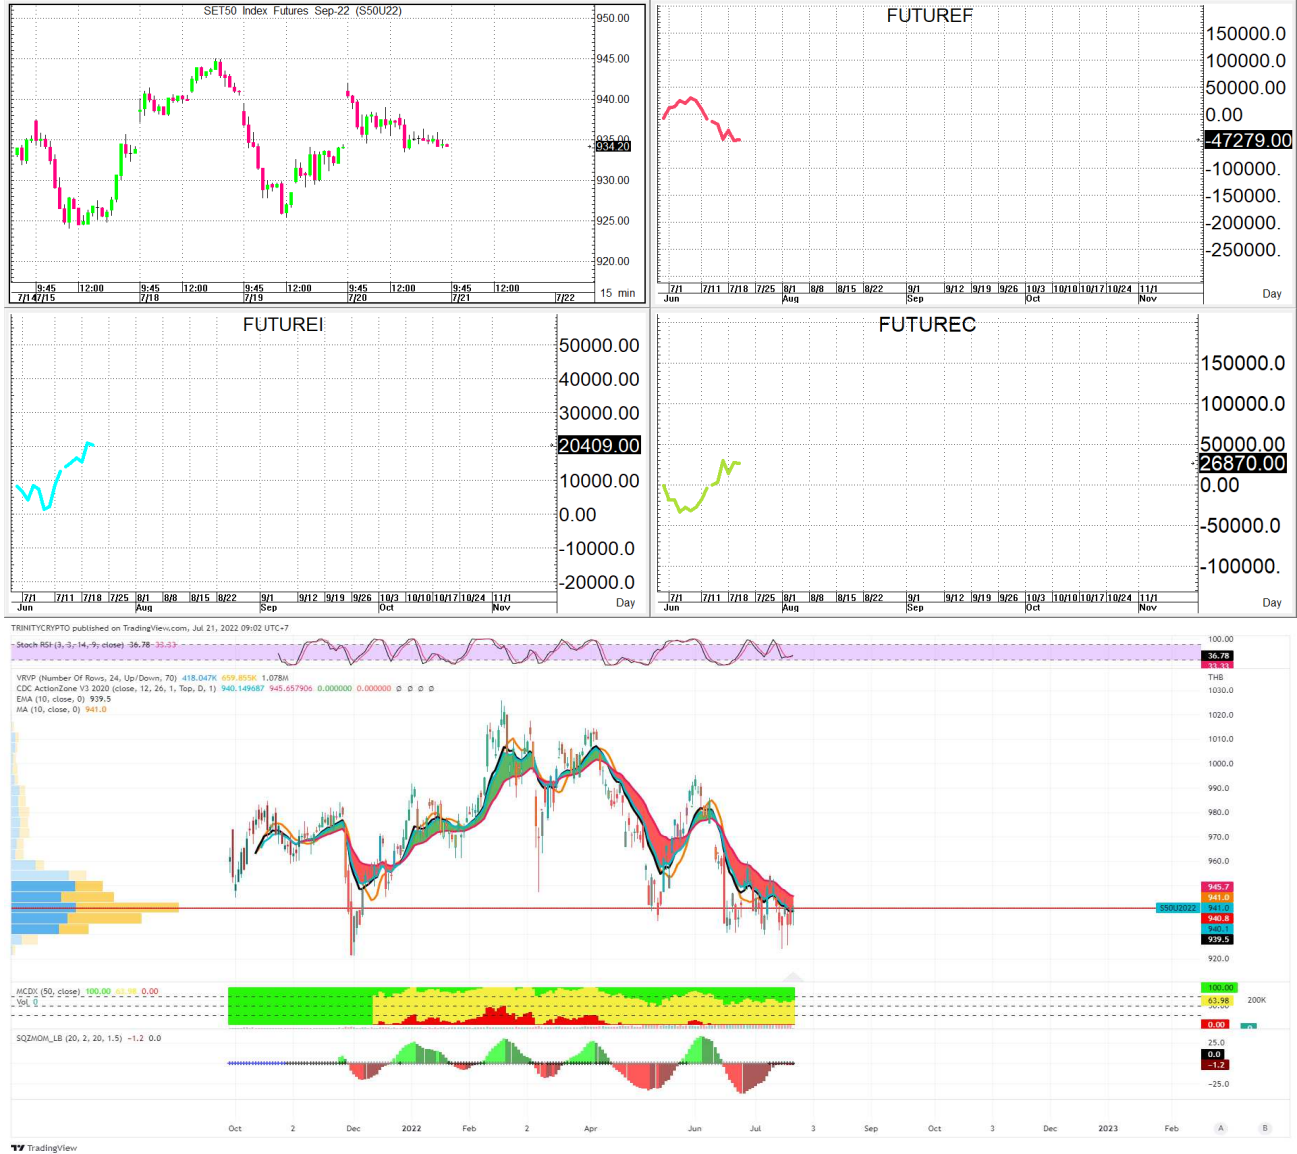 SET50 Index Futures Sep-22 (S50U22)
950.00
945.00
940.00
935.00
934.20
930.00
925.00
920.00
9:45 12:00 9:45 12:00 9:45 12:00 9:45 12:00 9:45 12:00
7/14 7/15 7/18 7/19 7/20 7/21 7/22
15 min
FUTUREF
150000.0
100000.0
50000.00
0.00
-47279.00
-100000.
-150000.
-200000.
-250000.
7/1 7/11 7/18 7/25 8/1 8/8 8/15 8/22 9/1 9/12 9/19 9/26 10/3 10/10 10/17 10/24 11/1
Jun Aug Sep Oct Nov
Day
FUTUREI
50000.00
40000.00
30000.00
20409.00
10000.00
0.00
-10000.0
-20000.0
7/1 7/11 7/18 7/25 8/1 8/8 8/15 8/22 9/1 9/12 9/19 9/26 10/3 10/10 10/17 10/24 11/1
Jun Aug Sep Oct Nov
Day
FUTUREC
150000.0
100000.0
50000.00
26870.00
0.00
-50000.0
-100000.
7/1 7/11 7/18 7/25 8/1 8/8 8/15 8/22 9/1 9/12 9/19 9/26 10/3 10/10 10/17 10/24 11/1
Jun Aug Sep Oct Nov
Day
TRINITYCRYPTO published on TradingView.com, Jul 21, 2022 09:02 UTC+7
Stoch RSI (3, 3, 14, 9, close) 36.78 33.33
100.00
36.78
33.33
VRVP (Number Of Rows, 24, Up/Down, 70) 418.047K 659.855K 1.078M
CDC ActionZone V3 2020 (close, 12, 26, 1, Top, D, 1) 940.149687 945.657906 0.000000 0.000000 Ø Ø Ø Ø
EMA (10, close, 0) 939.5
MA (10, close, 0) 941.0
THB
1030.0
1020.0
1010.0
1000.0
990.0
980.0
970.0
960.0
945.7
941.0
S50U2022 941.0
940.8
940.1
939.5
920.0
MCDX (50, close) 100.00 63.98 0.00
Vol 0
100.00
63.98 200K
0.00
0
SQZMOM_LB (20, 2, 20, 1.5) −1.2 0.0
25.0
0.0
−1.2
−25.0
Oct 2 Dec 2022 Feb 2 Apr Jun Jul 3 Sep Oct 3 Dec 2023 Feb A B
TradingView